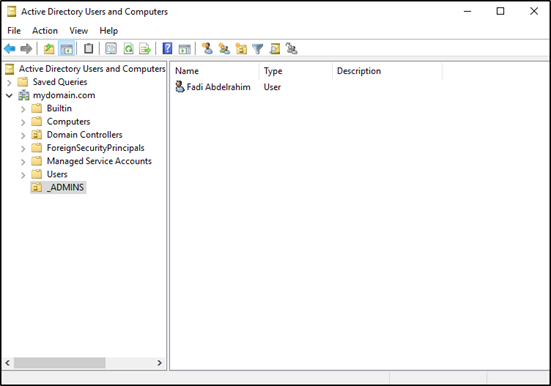 Active Directory Users and Computers
File Action View Help
Active Directory Users and Computers
Saved Queries
mydomain.com
Builtin
Computers
Domain Controllers
ForeignSecurityPrincipals
Managed Service Accounts
Users
_ADMINS
Name Type Description
Fadi Abdelrahim User